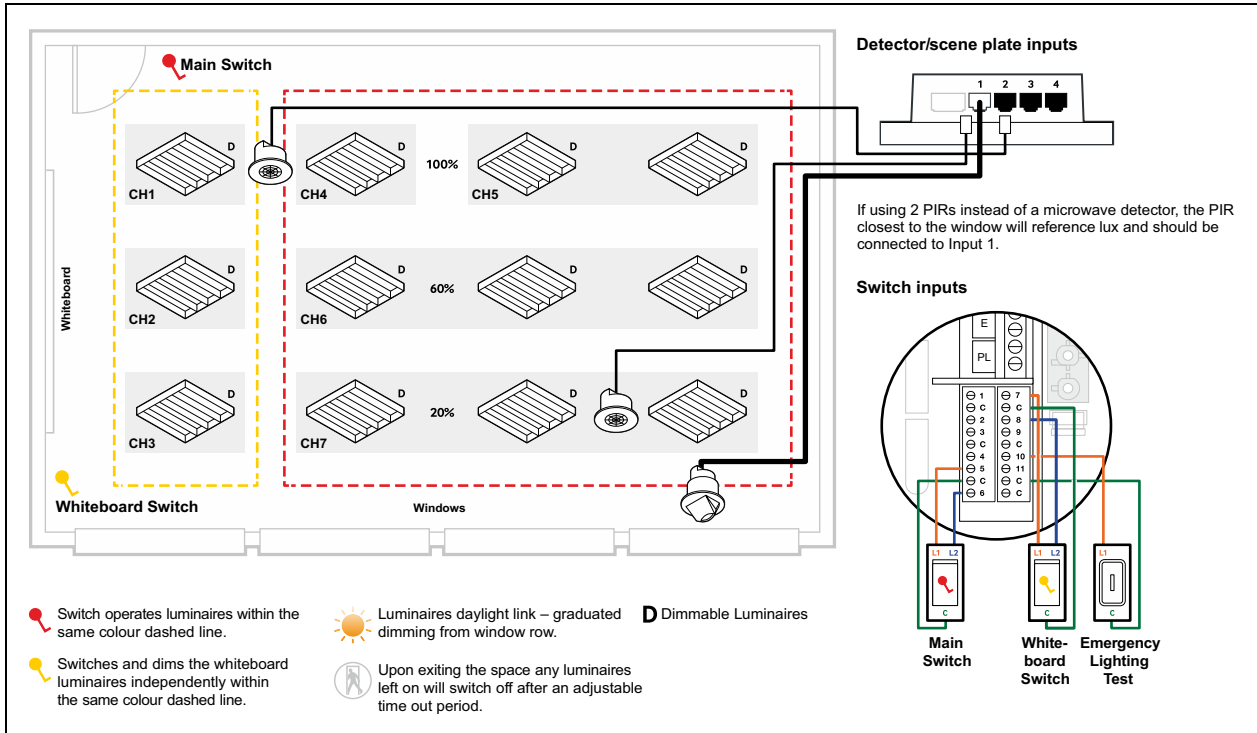 Main Switch
D
CH1
D
CH4
100%
D
CH5
D
D
CH2
D
60%
CH6
D
D
D
CH3
D
20%
CH7
D
D
Whiteboard
Whiteboard Switch
Windows
Detector/scene plate inputs
1 2 3 4
If using 2 PIRs instead of a microwave detector, the PIR
closest to the window will reference lux and should be
connected to Input 1.
Switch inputs
E
PL
1 7
C C
2 8
3 9
C C
4 10
5 11
C C
6 C
L1 L2
C
Main
Switch
L1 L2
C
White-
board
Switch
L1
C
Emergency
Lighting
Test
Switch operates luminaires within the
same colour dashed line.
Switches and dims the whiteboard
luminaires independently within
the same colour dashed line.
Luminaires daylight link – graduated
dimming from window row.
Upon exiting the space any luminaires
left on will switch off after an adjustable
time out period.
D Dimmable Luminaires